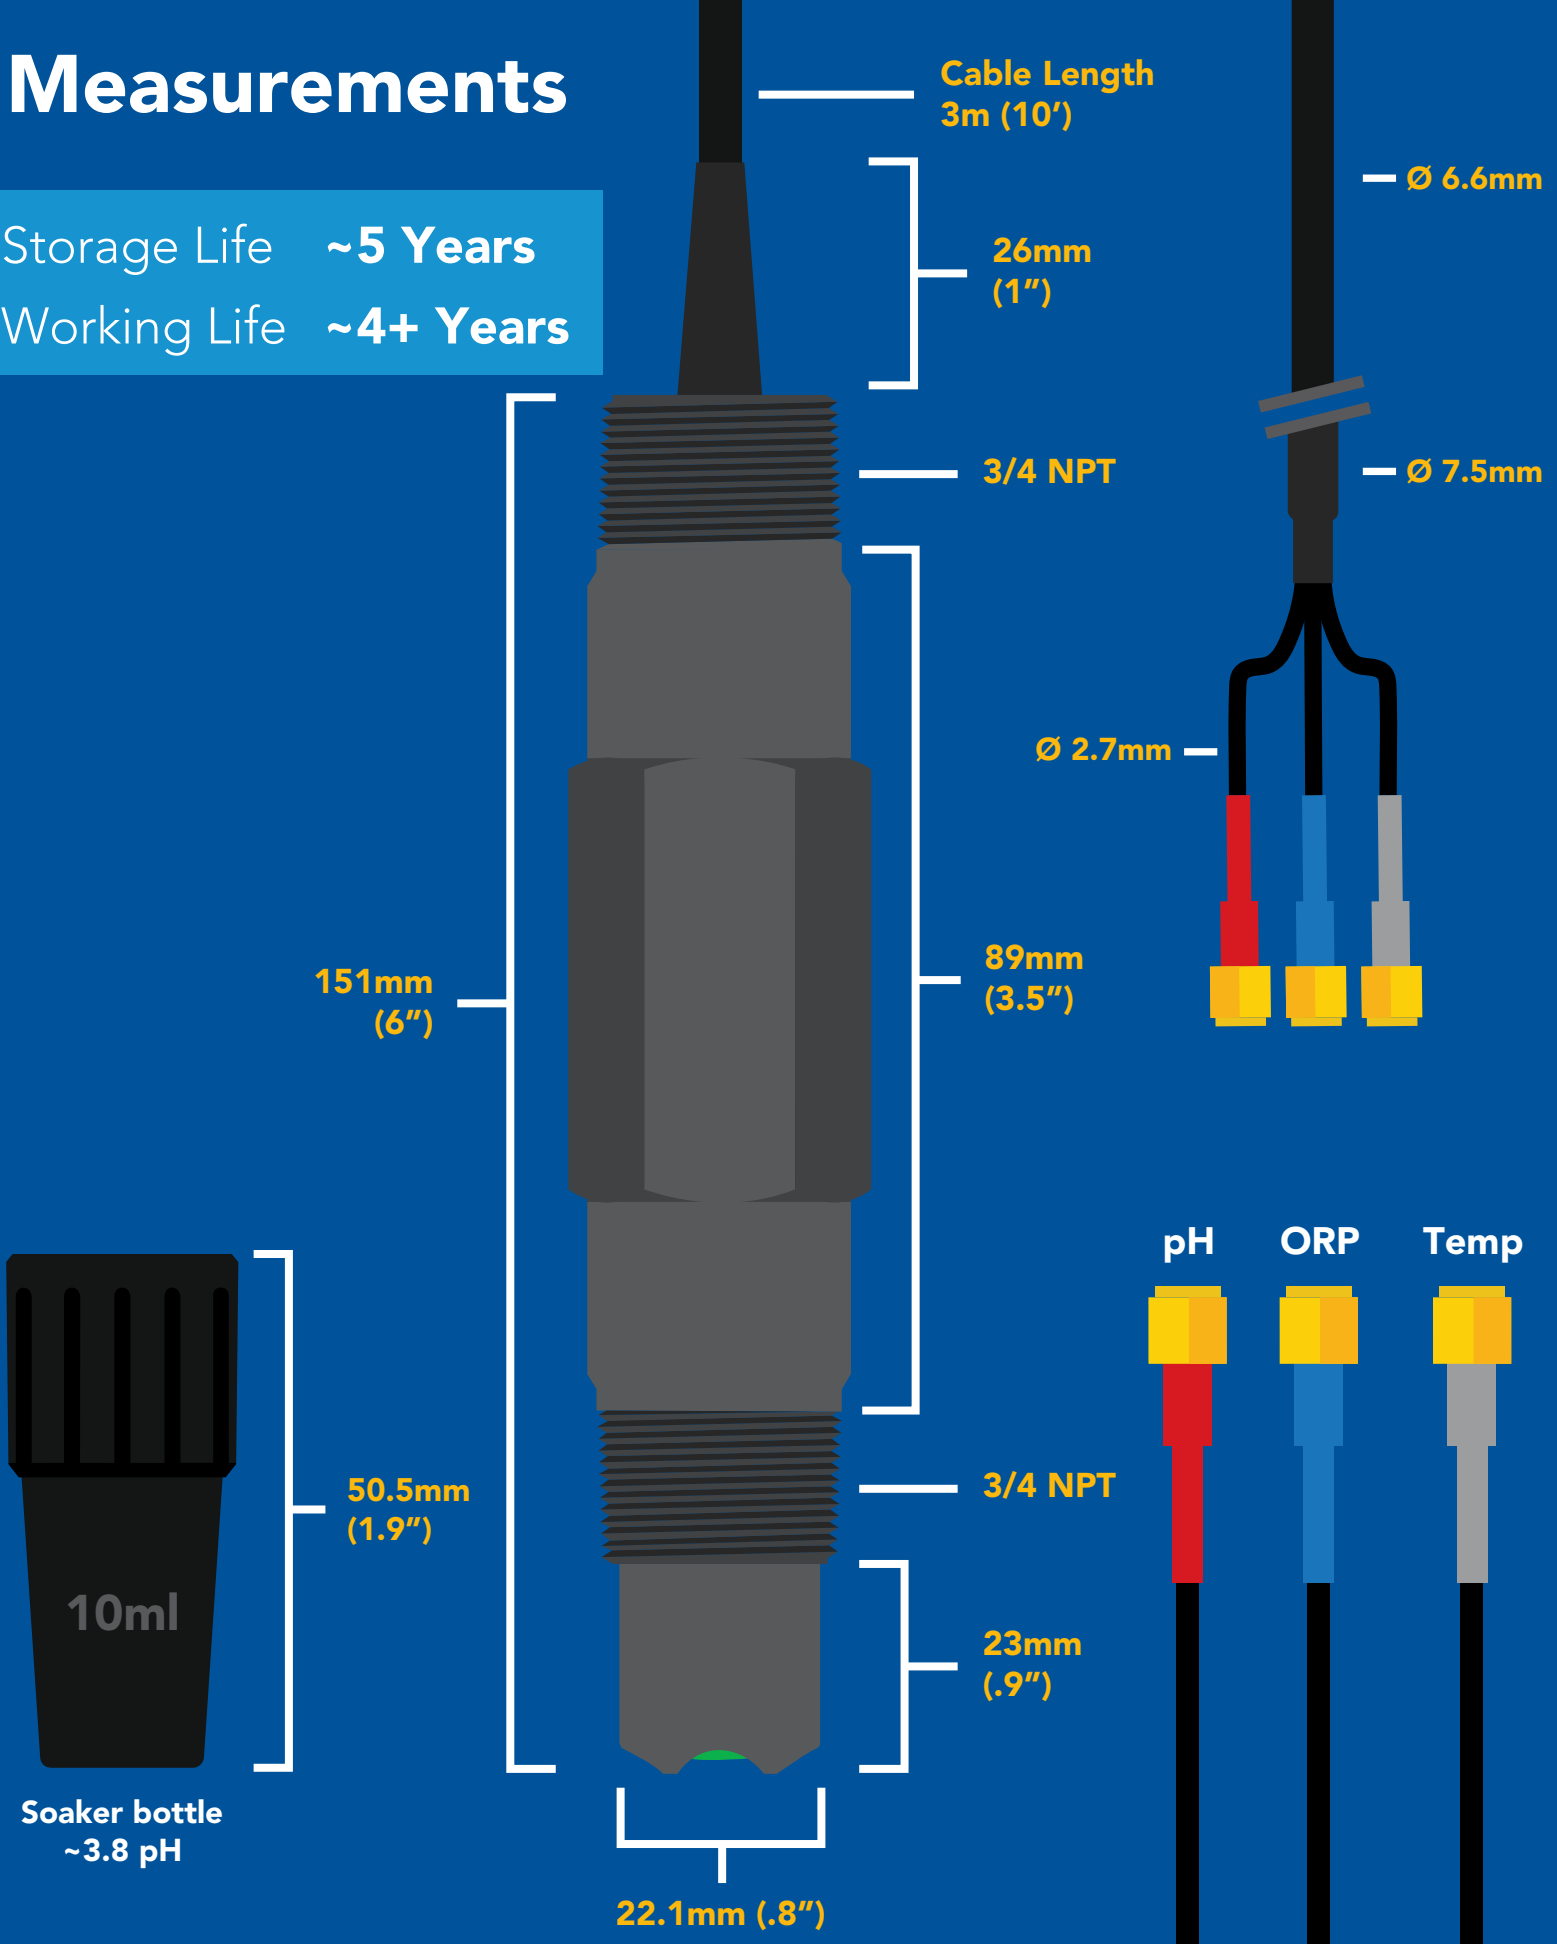 Measurements
Storage Life ~5 Years
Working Life ~4+ Years
Cable Length
3m (10’)
Ø 6.6mm
26mm
(1”)
3/4 NPT
Ø 7.5mm
Ø 2.7mm
151mm
(6”)
89mm
(3.5”)
pH ORP Temp
50.5mm
(1.9”)
3/4 NPT
10ml
23mm
(.9”)
Soaker bottle
~3.8 pH
22.1mm (.8”)